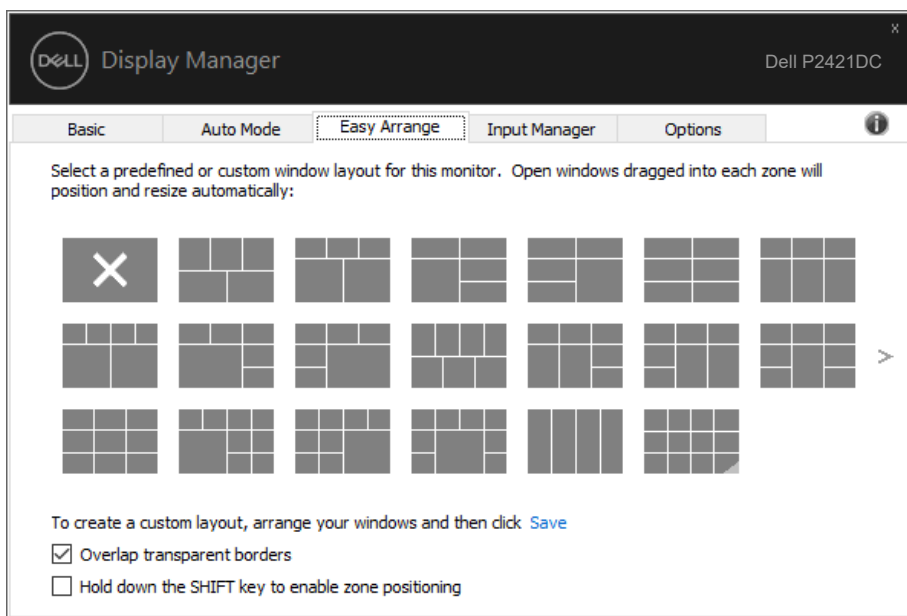 x
DELL Display Manager
Dell P2421DC
Basic Auto Mode Easy Arrange Input Manager Options
Select a predefined or custom window layout for this monitor. Open windows dragged into each zone will
position and resize automatically:
>
To create a custom layout, arrange your windows and then click Save
Overlap transparent borders
Hold down the SHIFT key to enable zone positioning